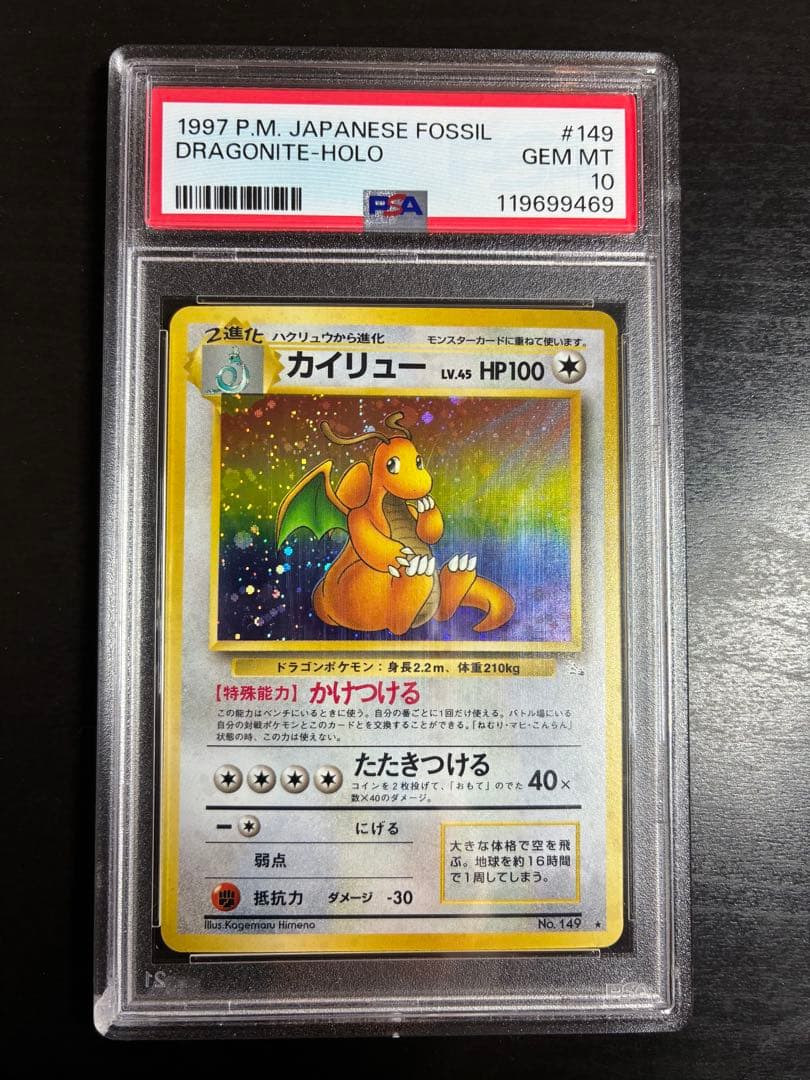 1997 P.M. JAPANESE FOSSIL #149
DRAGONITE-HOLO GEM MT
10
PSA 119699469
2進化 ハクリュウから進化 モンスターカードに重ねて使います。
カイリュー LV.45 HP100
ドラゴンポケモン：身長2.2m、体重210kg
【特殊能力】かけつける
この能力はベンチにいるときに使う。自分の番ごとに1回だけ使える。バトル場にいる
自分の対戦ポケモンとこのカードとを交換することができる。「ねむり・マヒ・こんらん」
状態の時、この力は使えない。
たたきつける
コインを2枚投げて、「おもて」のでた
数×40のダメージ。
40×
にげる
弱点
抵抗力 ダメージ -30
大きな体格で空を飛
ぶ。地球を約16時間
で1周してしまう。
Illus.Kagemaru Himeno No.149 ★